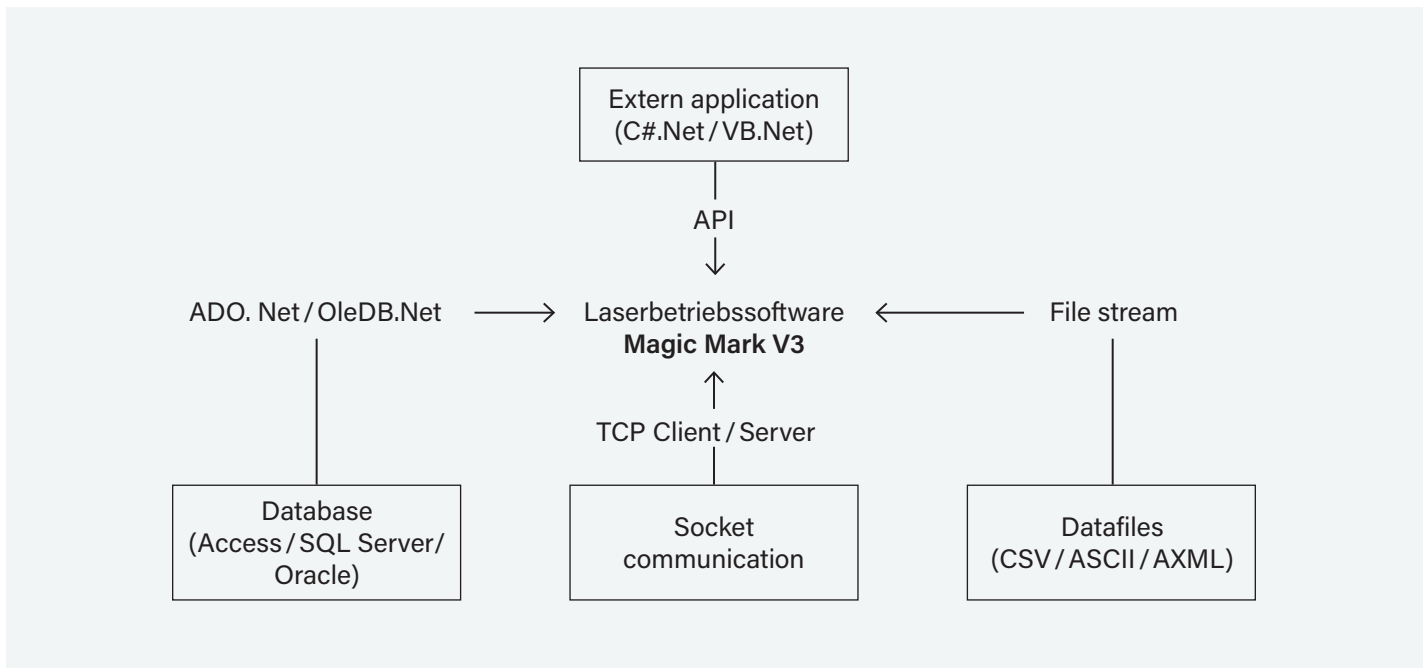 Extern application
(C#.Net / VB.Net)
API
ADO. Net / OleDB.Net
Laserbetriebssoftware
Magic Mark V3
File stream
TCP Client / Server
Database
(Access / SQL Server/
Oracle)
Socket
communication
Datafiles
(CSV / ASCII / AXML)